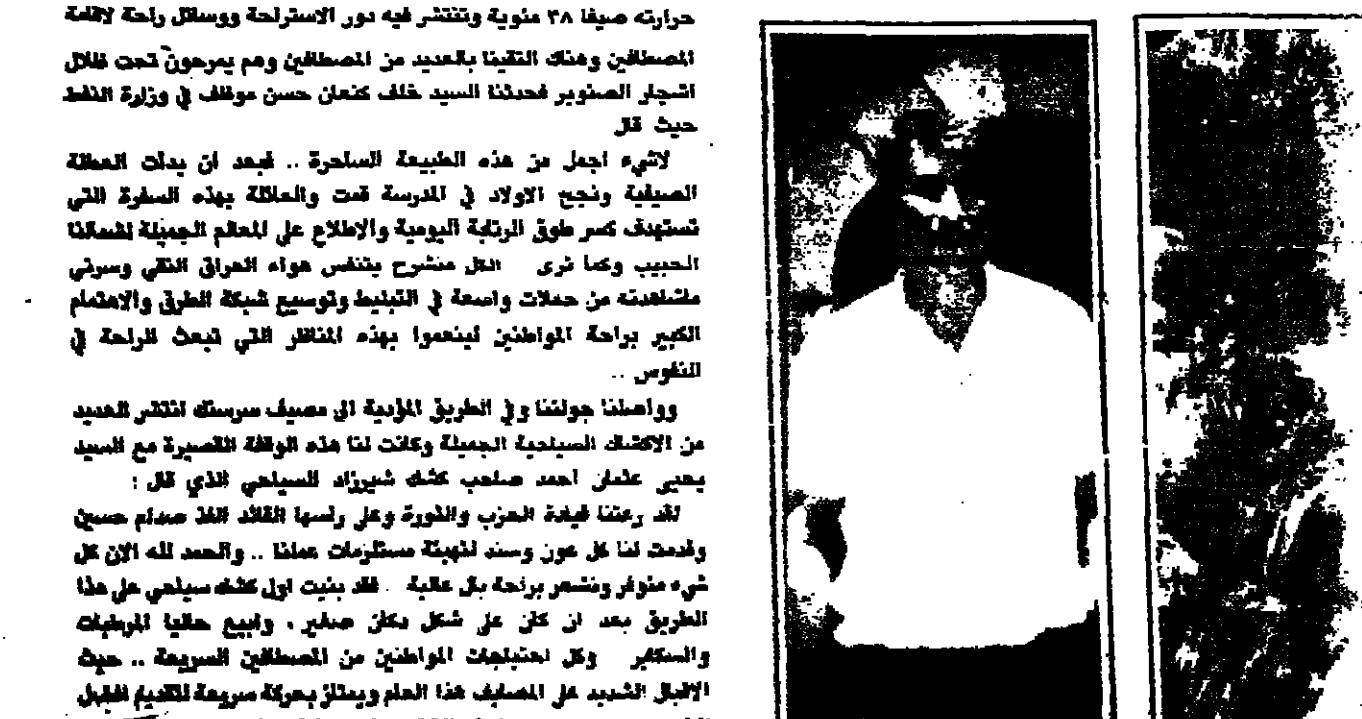 حرارته صيفا ٣٨ مئوية وتنتشر فيه دور الاستراحة ووسائل راحة لاقامة
المصطافين وهناك التقينا بالعديد من المصطافين وهم يمرحون تحت ظلال
اشجار الصنوبر فحدثنا السيد خلف كنعان حسن موظف في وزارة النفط
حيث قال
لاشيء اجمل من هذه الطبيعة الساحرة .. فبعد ان بدات العطلة
الصيفية ونجح الاولاد في المدرسة قمت والعائلة بهذه السفرة التي
تستهدف كسر طوق الرتابة اليومية والاطلاع على المعالم الجميلة لشمالنا
الحبيب وكما ترى الكل منشرح يتنفس هواء العراق النقي وسرني
ماشاهدته من حملات واسعة في التبليط وتوسيع شبكة الطرق والاهتمام
الكبير براحة المواطنين لينعموا بهذه المناظر التي تبعث الراحة في
النفوس ..
وواصلنا جولتنا وفي الطريق المؤدية الى مصيف سرسنك انتشر العديد
من الاكشاك السياحية الجميلة وكانت لنا هذه الوقفة القصيرة مع السيد
يحيى عثمان احمد صاحب كشك شيرزاد السياحي الذي قال :
لقد رعتنا قيادة الحزب والثورة وعلى راسها القائد الفذ صدام حسين
وقدمت لنا كل عون وسند لتهيئة مستلزمات عملنا .. والحمد لله الان كل
شيء متوفر ونشعر براحة بال عالية . فقد بنيت اول كشك سياحي على هذا
الطريق بعد ان كان على شكل دكان صغير ، وابيع حاليا المرطبات
والسكائر وكل احتياجات المواطنين من المصطافين السريعة .. حيث
الاقبال الشديد على المصايف هذا العام ويمتاز بحركة سريعة لتقديم افضل